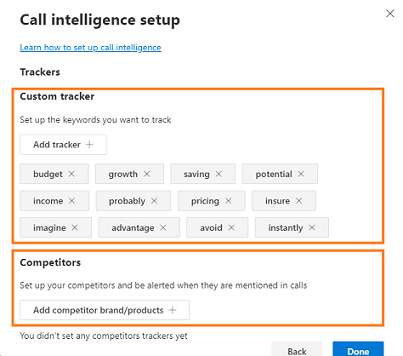 Call intelligence setup
Learn how to set up call intelligence
Trackers
Custom tracker
Set up the keywords you want to track
Add tracker
budget growth saving potential
income probably pricing insure
imagine advantage avoid instantly
Competitors
Set up your competitors and be alerted when they are mentioned in calls
Add competitor brand/products
You didn't set any competitors trackers yet
Back Done